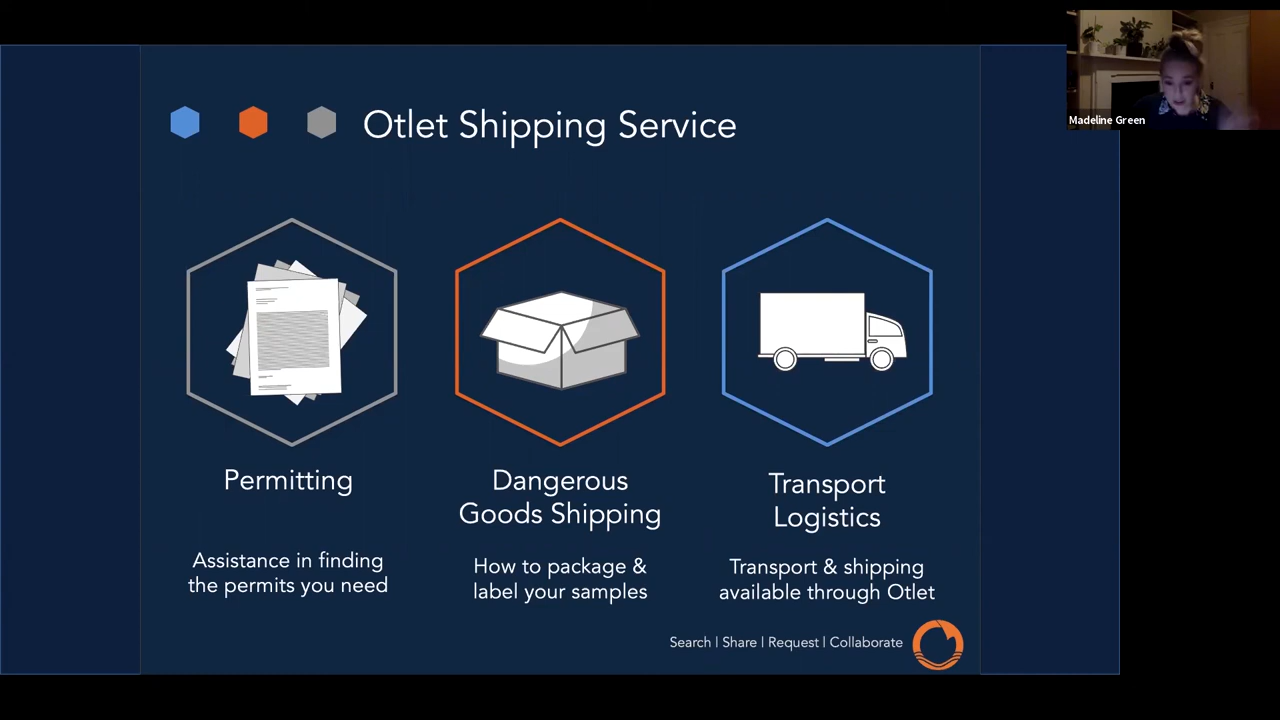 Otlet Shipping Service
Madeline Green
Permitting
Assistance in finding
the permits you need
Dangerous
Goods Shipping
How to package &
label your samples
Transport
Logistics
Transport & shipping
available through Otlet
Search | Share | Request | Collaborate